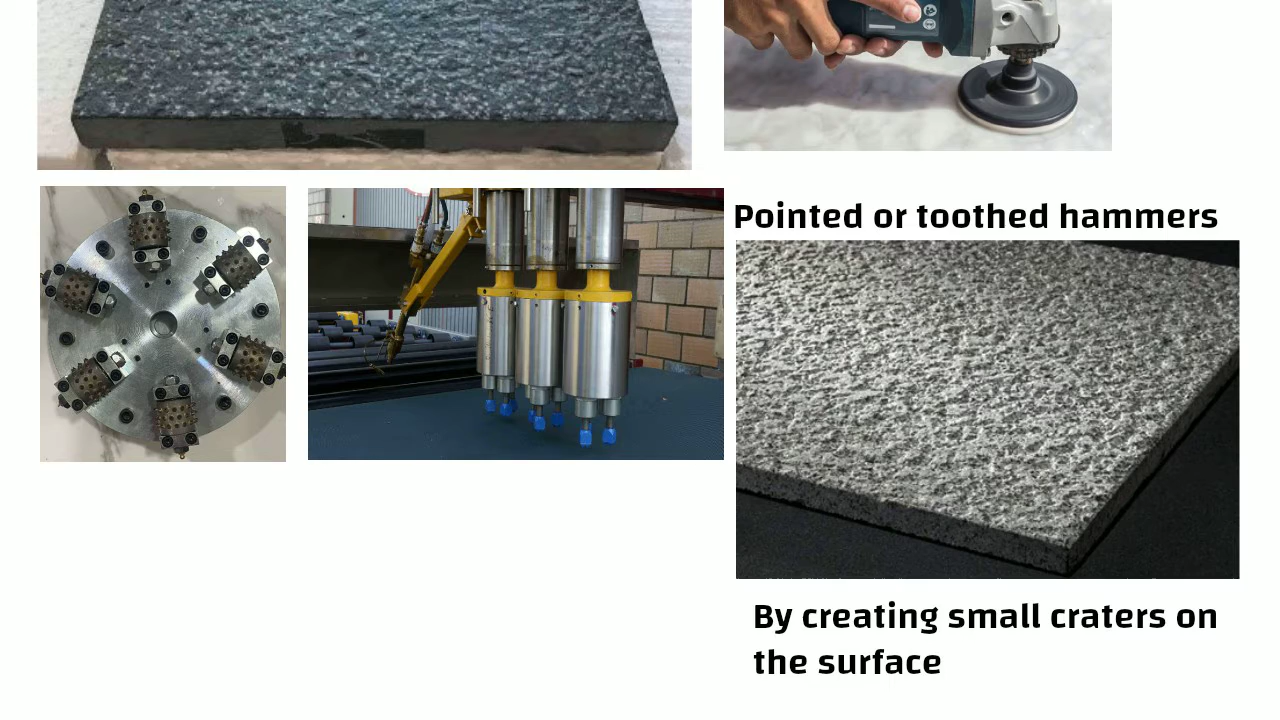 Pointed or toothed hammers
By creating small craters on
the surface